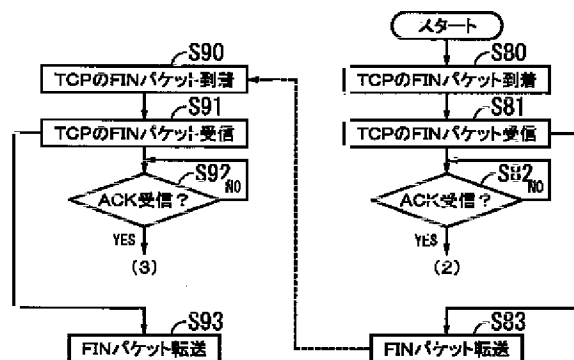 スタート
S90
TCPのFINパケット到着
S91
TCPのFINパケット受信
S92
NO
ACK受信？
YES
(3)
S93
FINパケット転送
S80
TCPのFINパケット到着
S81
TCPのFINパケット受信
S82
NO
ACK受信？
YES
(2)
S83
FINパケット転送